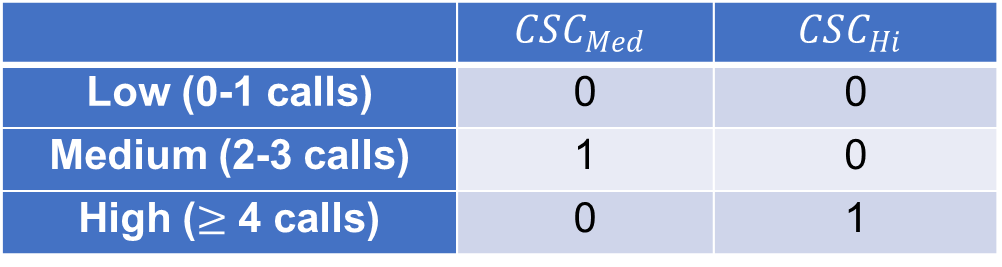 CSC_Med CSC_Hi
Low (0-1 calls) 0 0
Medium (2-3 calls) 1 0
High (≥ 4 calls) 0 1